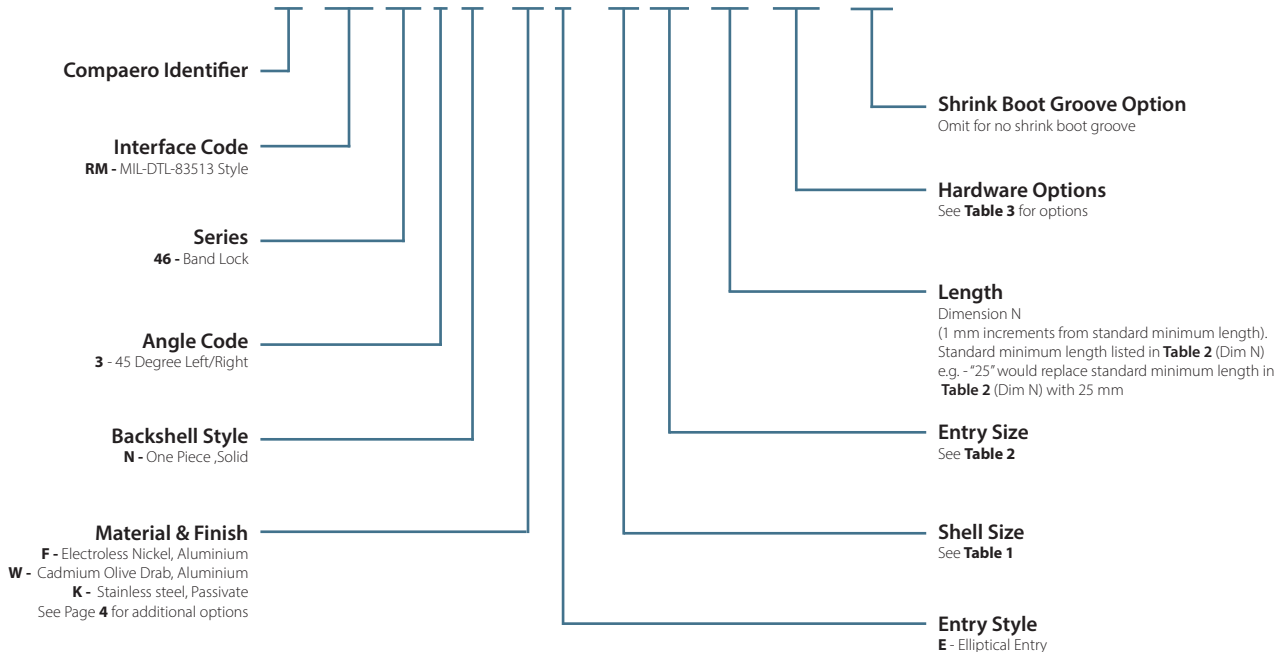 Compaero Identifier
Interface Code
RM - MIL-DTL-83513 Style
Series
46 - Band Lock
Angle Code
3 - 45 Degree Left/Right
Backshell Style
N - One Piece ,Solid
Material & Finish
F - Electroless Nickel, Aluminium
W - Cadmium Olive Drab, Aluminium
K - Stainless steel, Passivate
See Page 4 for additional options
Shrink Boot Groove Option
Omit for no shrink boot groove
Hardware Options
See Table 3 for options
Length
Dimension N
(1 mm increments from standard minimum length).
Standard minimum length listed in Table 2 (Dim N)
e.g. - “25” would replace standard minimum length in
Table 2 (Dim N) with 25 mm
Entry Size
See Table 2
Shell Size
See Table 1
Entry Style
E - Elliptical Entry